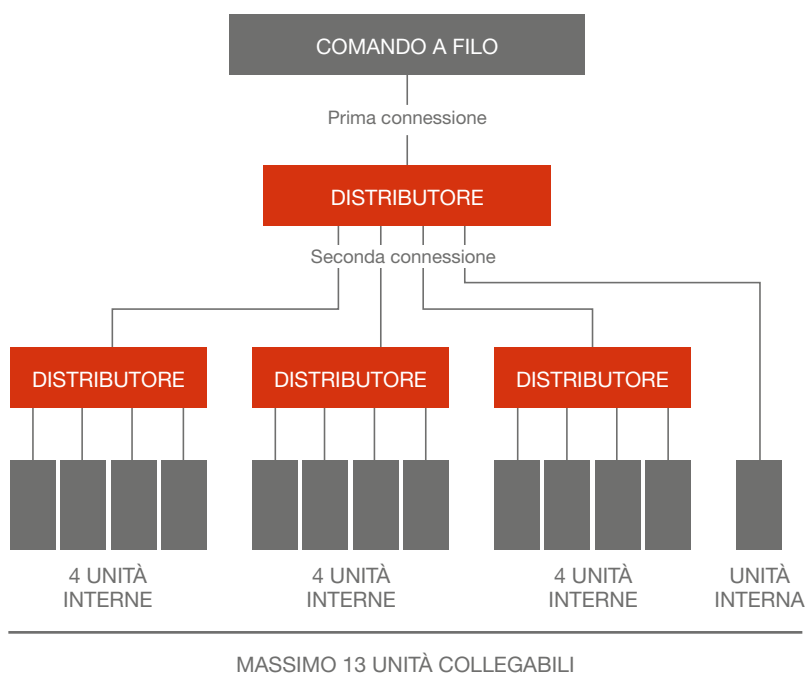 COMANDO A FILO
Prima connessione
DISTRIBUTORE
Seconda connessione
DISTRIBUTORE
DISTRIBUTORE
DISTRIBUTORE
4 UNITÀ
INTERNE
4 UNITÀ
INTERNE
4 UNITÀ
INTERNE
UNITÀ
INTERNA
MASSIMO 13 UNITÀ COLLEGABILI